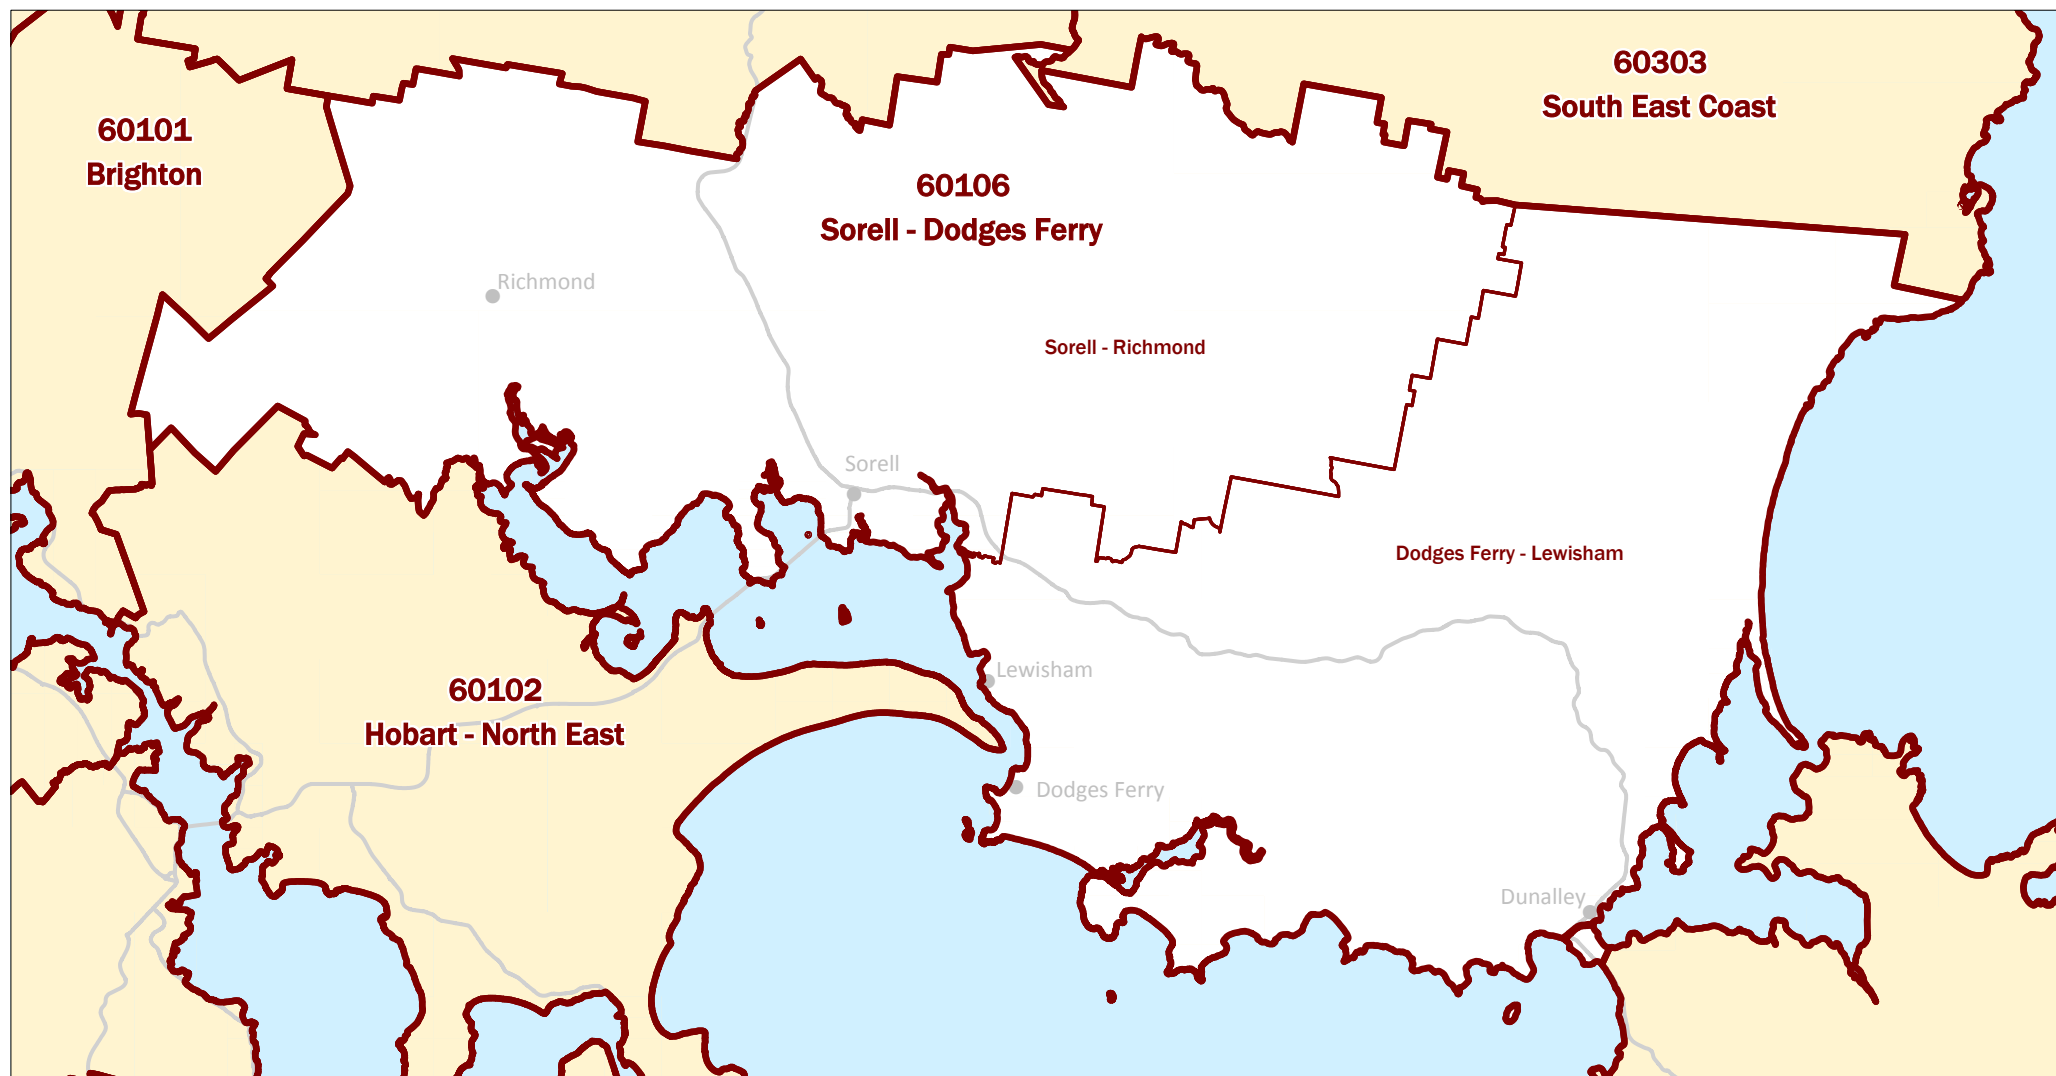 60303
South East Coast
60101
Brighton
60106
Sorell - Dodges Ferry
Richmond
Sorell - Richmond
Sorell
Dodges Ferry - Lewisham
Lewisham
60102
Hobart - North East
Dodges Ferry
Dunalley